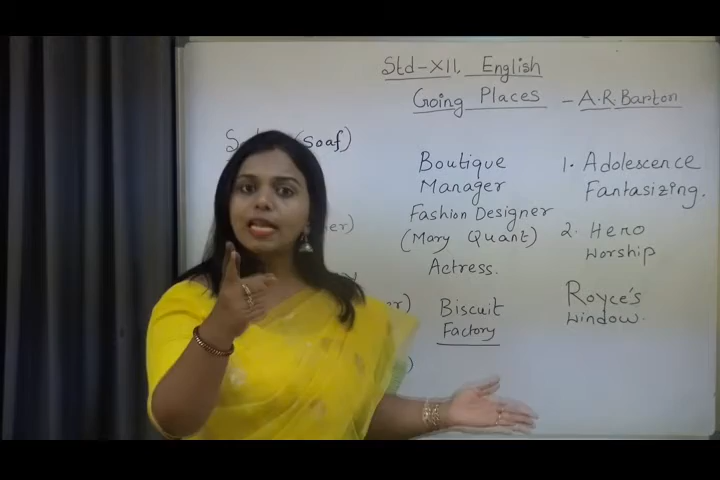 Std-XII, English
Going Places - A.R. Barton
(Soaf)
Boutique
Manager
Fashion Designer
(Mary Quant)
Actress.
Biscuit
Factory
1. Adolescence
Fantasizing.
2. Hero
worship
Royce's
window.